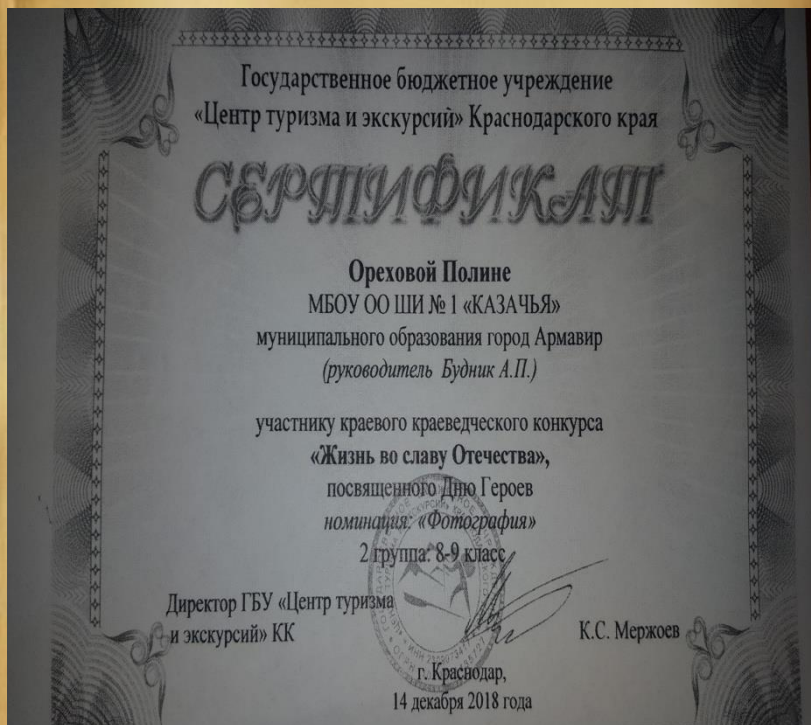 Государственное бюджетное учреждение
«Центр туризма и экскурсий» Краснодарского края
СЕРТИФИКАТ
Ореховой Полине
МБОУ ОО ШИ № 1 «КАЗАЧЬЯ»
муниципального образования город Армавир
(руководитель Будник А.П.)
участнику краевого краеведческого конкурса
«Жизнь во славу Отечества»,
посвященного Дню Героев
номинация: «Фотография»
2 группа: 8-9 класс
Директор ГБУ «Центр туризма
и экскурсий» КК
К.С. Мержоев
г. Краснодар,
14 декабря 2018 года